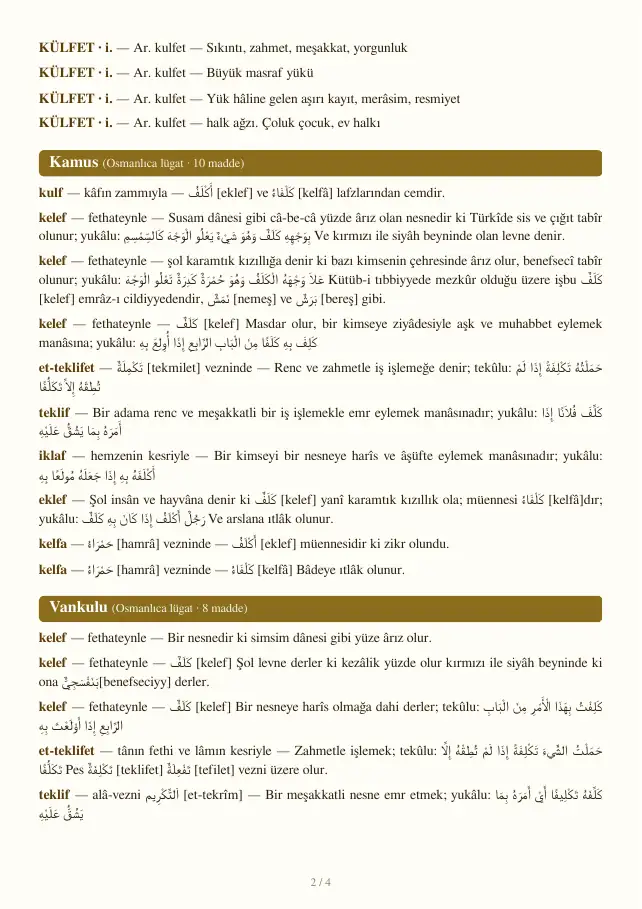 KÜLFET · i. — Ar. kulfet — Sıkıntı, zahmet, meşakkat, yorgunluk
KÜLFET · i. — Ar. kulfet — Büyük masraf yükü
KÜLFET · i. — Ar. kulfet — Yük hâline gelen aşırı kayıt, merâsim, resmiyet
KÜLFET · i. — Ar. kulfet — halk ağzı. Çoluk çocuk, ev halkı
Kamus (Osmanlıca lügat · 10 madde)
kulf — kâfın zammıyla — أَكْلَفُ [eklef] ve كَلْفَاءُ [kelfâ] lafzlarından cemdir.
kelef — fethateynle — Susam dânesi gibi câ-be-câ yüzde ârız olan nesnedir ki Türkîde sis ve çığıt tabîr
olunur; yukâlu: بِوَجْهِهِ كَلَفٌ وَهُوَ شَيْءٌ يَعْلُو الْوَجْهَ كَالسِّمْسِمِ Ve kırmızı ile siyâh beyninde olan levne denir.
kelef — fethateynle — şol karamtık kızıllığa denir ki bazı kimsenin çehresinde ârız olur, benefsecî tabîr
olunur; yukâlu: عَلَا وَجْهَهُ الْكَلَفُ وَهُوَ حُمْرَةٌ كَدِرَةٌ تَعْلُو الْوَجْهَ Kütüb-i tıbbiyyede mezkûr olduğu üzere işbu كَلَفٌ
[kelef] emrâz-ı cildiyyedendir, نَمَشٌ [nemeş] ve بَرَشٌ [bereş] gibi.
kelef — fethateynle — كَلَفٌ [kelef] Masdar olur, bir kimseye ziyâdesiyle aşk ve muhabbet eylemek
manâsına; yukâlu: كَلِفَ بِهِ كَلَفًا مِنَ الْبَابِ الرَّابِعِ إِذَا أُولِعَ بِهِ
et-teklifet — تَكْمِلَةٌ [tekmilet] vezninde — Renc ve zahmetle iş işlemeğe denir; tekûlu: حَمَلْتُهُ تَكْلِفَةً إِذَا لَمْ
تُطِقْهُ إِلاَّ تَكَلُّفًا
teklif — Bir adama renc ve meşakkatli bir iş işlemekle emr eylemek manâsınadır; yukâlu: كَلَّفَ فُلاَنًا إِذَا
أَمَرَهُ بِمَا يَشُقُّ عَلَيْهِ
iklaf — hemzenin kesriyle — Bir kimseyi bir nesneye harîs ve âşüfte eylemek manâsınadır; yukâlu:
أَكْلَفَهُ بِهِ إِذَا جَعَلَهُ مُولَعًا بِهِ
eklef — Şol insân ve hayvâna denir ki كَلَفٌ [kelef] yanî karamtık kızıllık ola; müennesi كَلْفَاءُ [kelfâ]dır;
yukâlu: رَجُلٌ أَكْلَفُ إِذَا كَانَ بِهِ كَلَفٌ Ve arslana ıtlâk olunur.
kelfa — حَمْرَاءُ [hamrâ] vezninde — أَكْلَفُ [eklef] müennesidir ki zikr olundu.
kelfa — حَمْرَاءُ [hamrâ] vezninde — كَلْفَاءُ [kelfâ] Bâdeye ıtlâk olunur.
Vankulu (Osmanlıca lügat · 8 madde)
kelef — fethateynle — Bir nesnedir ki simsim dânesi gibi yüze ârız olur.
kelef — fethateynle — كَلَفٌ [kelef] Şol levne derler ki kezâlik yüzde olur kırmızı ile siyâh beyninde ki
ona بَنَفْسَجِيٌّ[benefseciyy] derler.
kelef — fethateynle — كَلَفٌ [kelef] Bir nesneye harîs olmağa dahi derler; tekûlu: كَلِفْتُ بِهَذَا الْأَمْرِ مِنَ الْبَابِ
الرَّابِعِ إِذَا أُوْلَعْتَ بِهِ
et-teklifet — tânın fethi ve lâmın kesriyle — Zahmetle işlemek; tekûlu: حَمَلْتُ الشَّيْءَ تَكْلِفَةً إِذَا لَمْ تُطِقْهُ إِلَّا
تَكَلُّفًا Pes تَكْلِفَةٌ [teklifet] تَفْعِلَةٌ [tefilet] vezni üzere olur.
teklif — alâ-vezni اَلتَّكْرِيمِ [et-tekrîm] — Bir meşakkatli nesne emr etmek; yukâlu: كَلَّفَهُ تَكْلِيفًا أَيْ أَمَرَهُ بِمَا
يَشُقُّ عَلَيْهِ
2 / 4